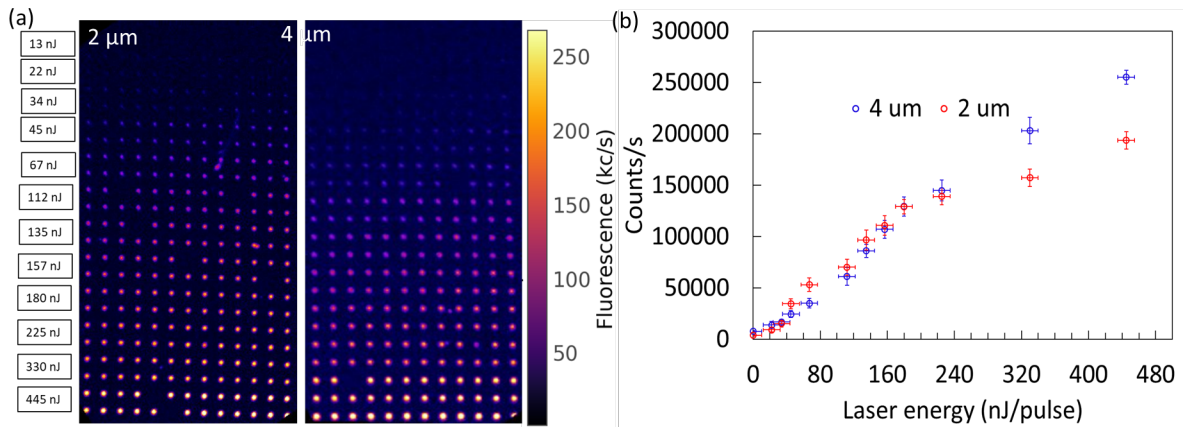 (a)
2 µm
4 µm
13 nJ
22 nJ
34 nJ
45 nJ
67 nJ
112 nJ
135 nJ
157 nJ
180 nJ
225 nJ
330 nJ
445 nJ
250
200
150
100
50
Fluorescence (kc/s)
(b)
300000
250000
200000
150000
100000
50000
0
Counts/s
4 um
2 um
0 80 160 240 320 400 480
Laser energy (nJ/pulse)